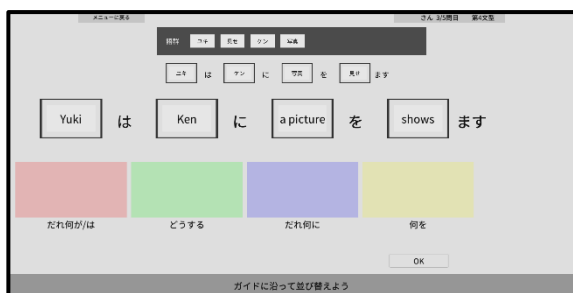 メニューに戻る さん 3/5問目 第4文型
語群 ユキ 見せ ケン 写真
ユキ は ケン に 写真 を 見せ ます
Yuki は Ken に a picture を shows ます
だれ何が/は どうする だれ何に 何を
OK
ガイドに沿って並び替えよう